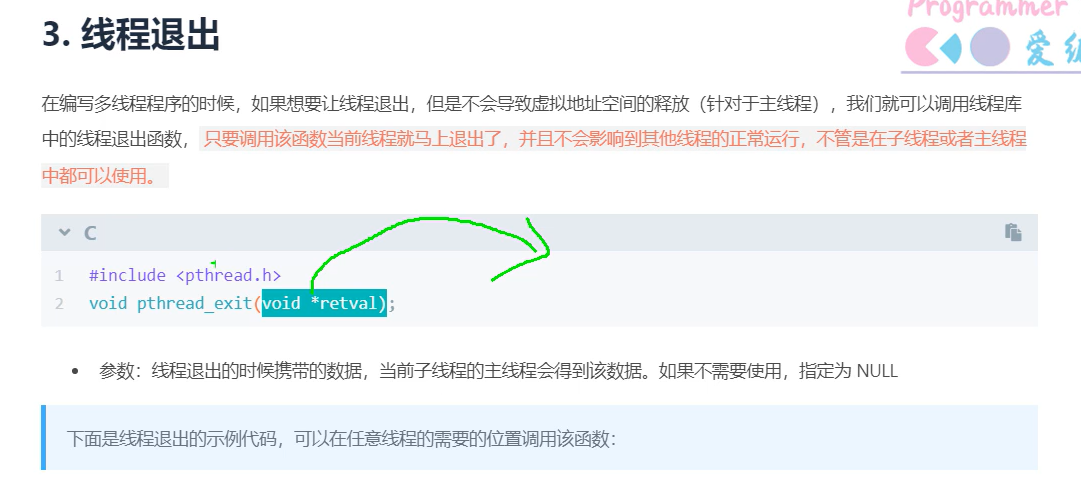 Programmer
3. 线程退出
爱编
在编写多线程程序的时候，如果想要让线程退出，但是不会导致虚拟地址空间的释放（针对于主线程），我们就可以调用线程库
中的线程退出函数，只要调用该函数当前线程就马上退出了，并且不会影响到其他线程的正常运行，不管是在子线程或者主线程
中都可以使用。
C
1 #include <pthread.h>
2 void pthread_exit(void *retval);
• 参数：线程退出的时候携带的数据，当前子线程的主线程会得到该数据。如果不需要使用，指定为 NULL
下面是线程退出的示例代码，可以在任意线程的需要的位置调用该函数：